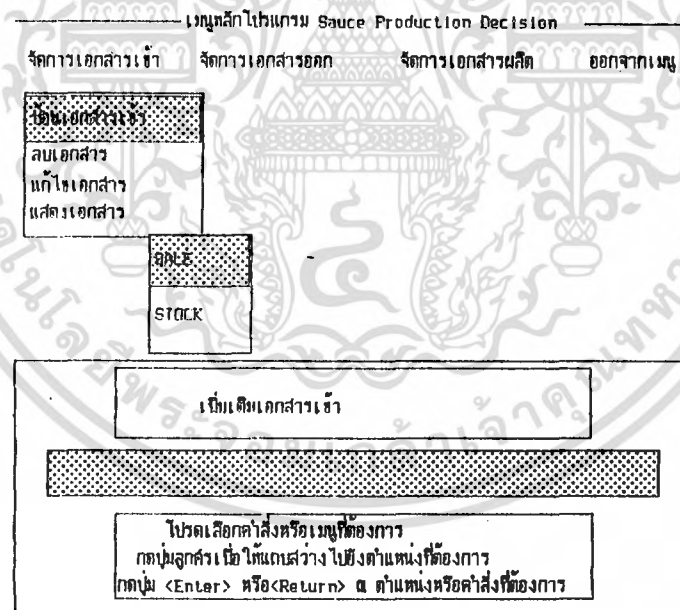 เมนูหลักโปรแกรม Sauce Production Decision
จัดการเอกสารเข้า จัดการเอกสารออก จัดการเอกสารผลิต ออกจากเมนู
ป้อนเอกสารเข้า
ลบเอกสาร
แก้ไขเอกสาร
แสดงเอกสาร
SALE
STOCK
เพิ่มเติมเอกสารเข้า
โปรดเลือกคำสั่งหรือเมนูที่ต้องการ
กดปุ่มลูกศรเพื่อให้แถบสว่างไปยังตำแหน่งที่ต้องการ
กดปุ่ม <Enter> หรือ<Return> ณ ตำแหน่งหรือคำสั่งที่ต้องการ